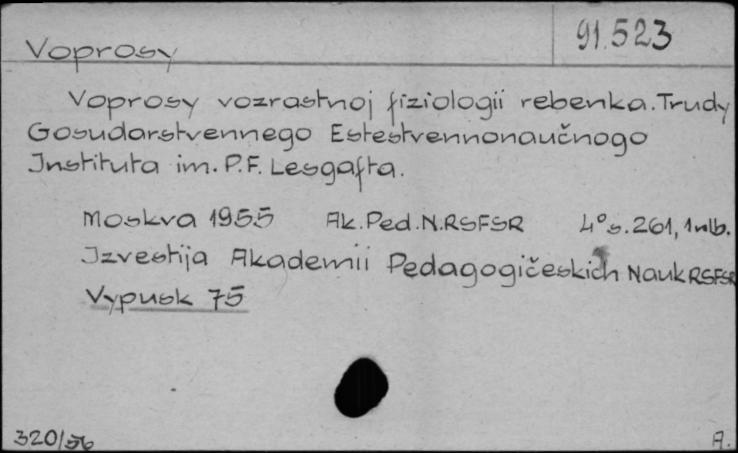 Voprosy
91.523
Voprosy vozrastnoj fiziologii rebenka. Trudy
Gosudarstvennego Estestvennonaučnogo
Instituta im. P.F. Lesgafta.
Moskva 1955 Ak. Ped. N. RSFSR 4° s. 261, 1 nlb.
Izvestija Akademii Pedagogičeskich Nauk RSFSR
Vypusk 75
320/56
A.